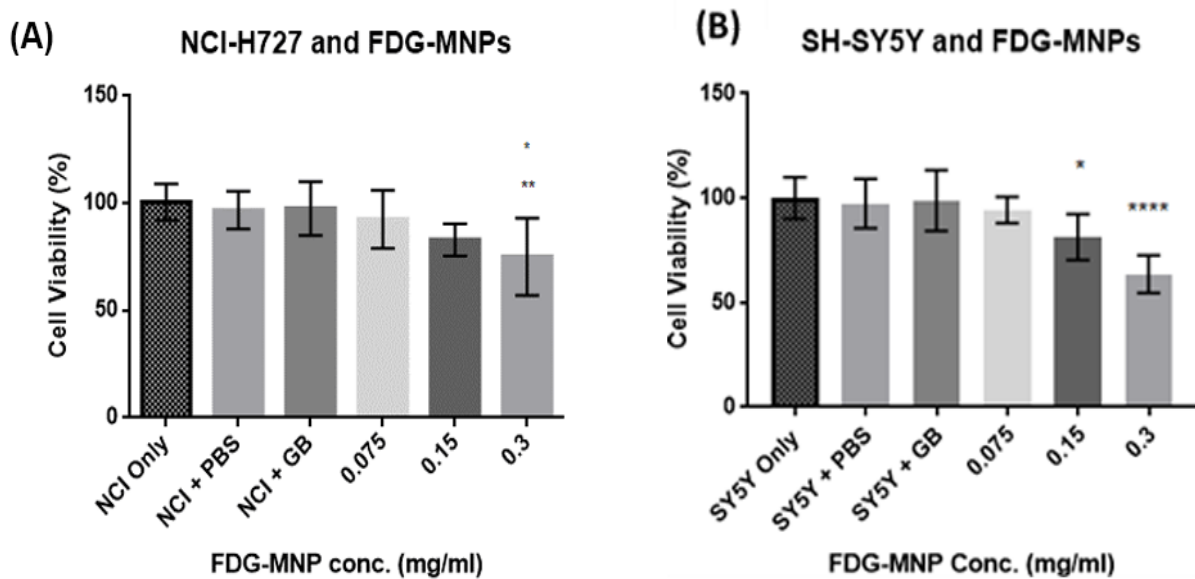 (A)
NCI-H727 and FDG-MNPs
Cell Viability (%)
150
100
50
0
*
**
NCI Only
NCI + PBS
NCI + GB
0.075
0.15
0.3
FDG-MNP conc. (mg/ml)
(B)
SH-SY5Y and FDG-MNPs
Cell Viability (%)
150
100
50
0
*
****
SY5Y Only
SY5Y + PBS
SY5Y + GB
0.075
0.15
0.3
FDG-MNP Conc. (mg/ml)